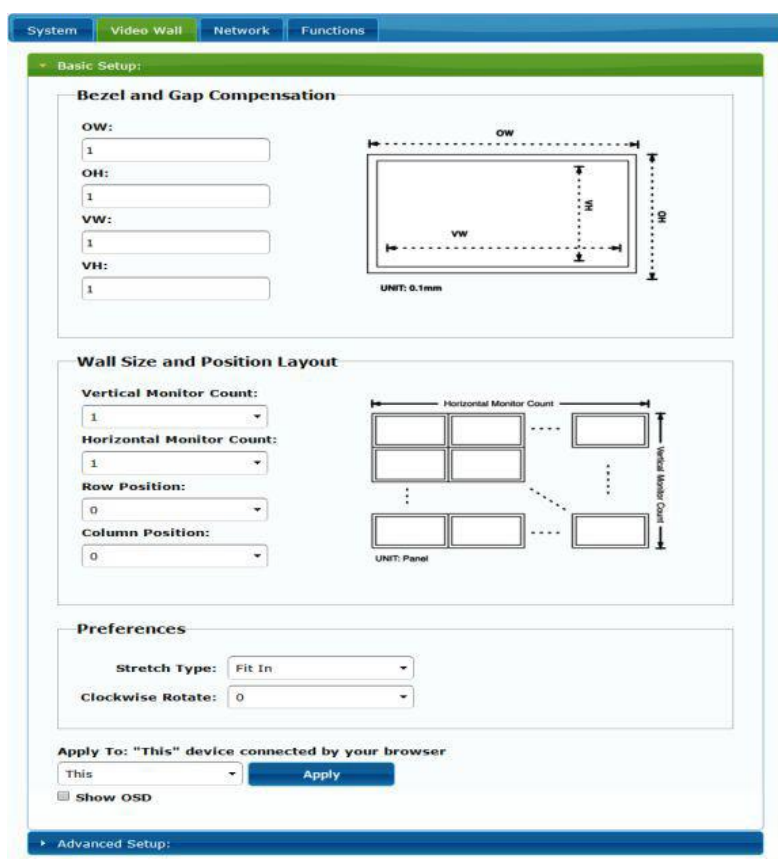 System Video Wall Network Functions
Basic Setup:
Bezel and Gap Compensation
OW:
1
OH:
1
VW:
1
VH:
1
OW
VH
OH
VW
UNIT: 0.1mm
Wall Size and Position Layout
Vertical Monitor Count:
1
Horizontal Monitor Count:
1
Row Position:
0
Column Position:
0
Horizontal Monitor Count
Vertical Monitor Count
UNIT: Panel
Preferences
Stretch Type: Fit In
Clockwise Rotate: 0
Apply To: "This" device connected by your browser
This Apply
Show OSD
Advanced Setup: